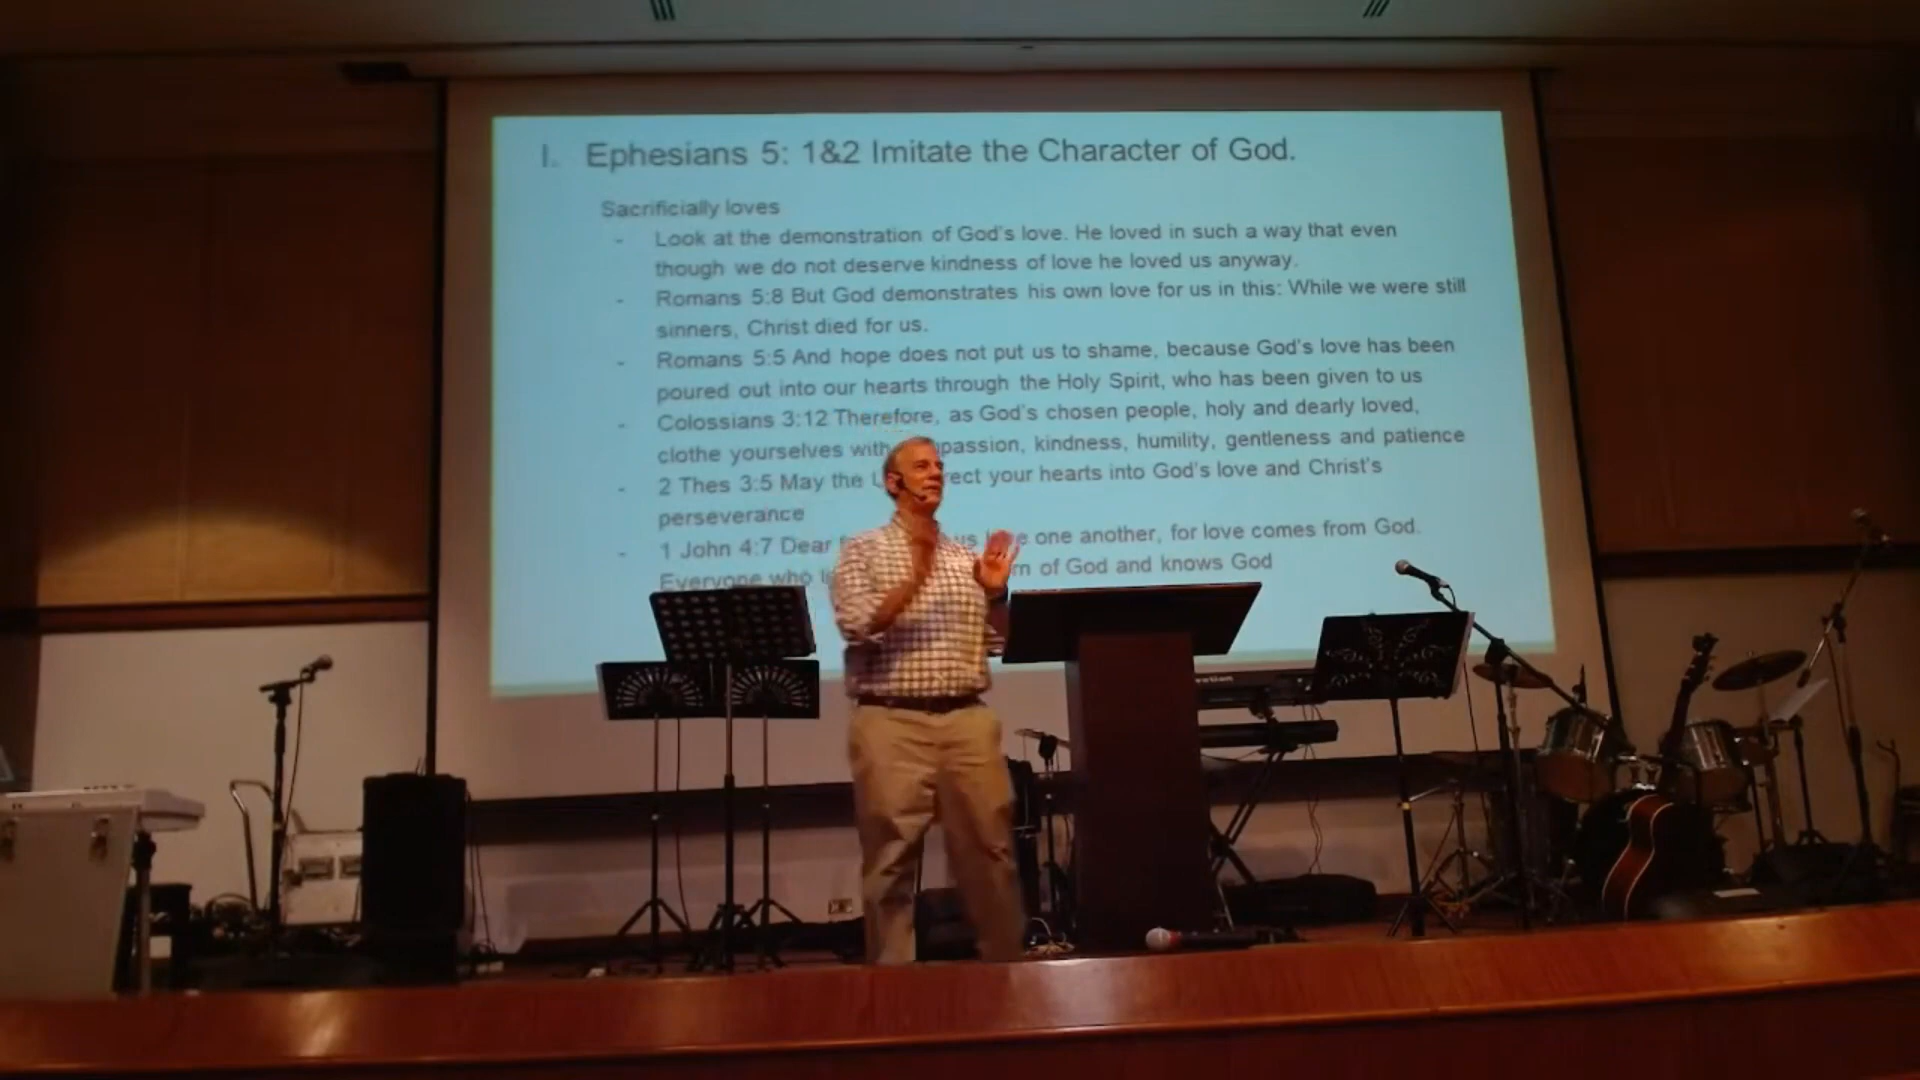 I. Ephesians 5: 1&2 Imitate the Character of God.
Sacrificially loves
- Look at the demonstration of God's love. He loved in such a way that even
though we do not deserve kindness of love he loved us anyway.
- Romans 5:8 But God demonstrates his own love for us in this: While we were still
sinners, Christ died for us.
- Romans 5:5 And hope does not put us to shame, because God's love has been
poured out into our hearts through the Holy Spirit, who has been given to us
- Colossians 3:12 Therefore, as God's chosen people, holy and dearly loved,
clothe yourselves with passion, kindness, humility, gentleness and patience
- 2 Thes 3:5 May the rect your hearts into God's love and Christ's
perseverance
- 1 John 4:7 Dear us one another, for love comes from God.
Everyone who of God and knows God